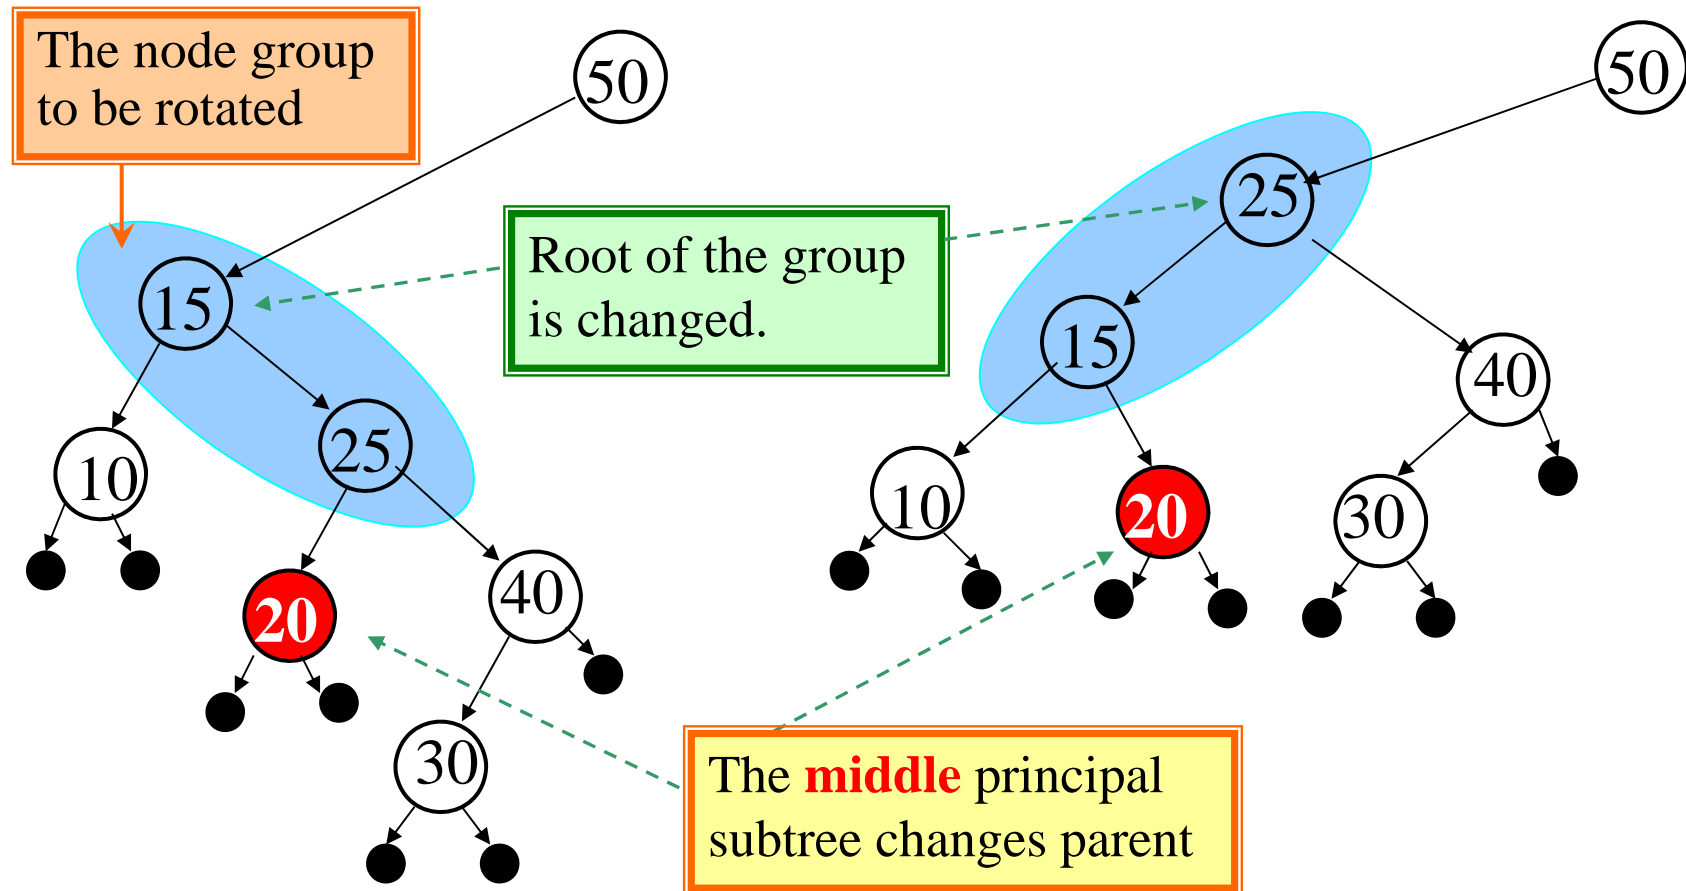 The node group
to be rotated
50
15
10
25
20
40
30
Root of the group
is changed.
50
25
15
40
10
20
30
The middle principal
subtree changes parent